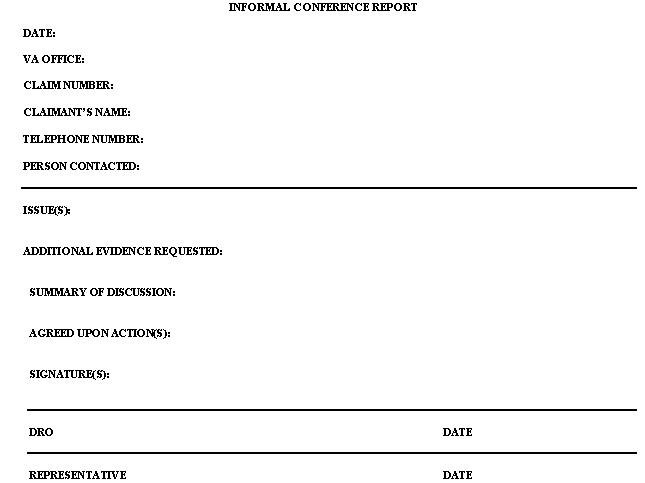 INFORMAL CONFERENCE REPORT
DATE:
VA OFFICE:
CLAIM NUMBER:
CLAIMANT'S NAME:
TELEPHONE NUMBER:
PERSON CONTACTED:
ISSUE(S):
ADDITIONAL EVIDENCE REQUESTED:
SUMMARY OF DISCUSSION:
AGREED UPON ACTION(S):
SIGNATURE(S):
DRO DATE
REPRESENTATIVE DATE